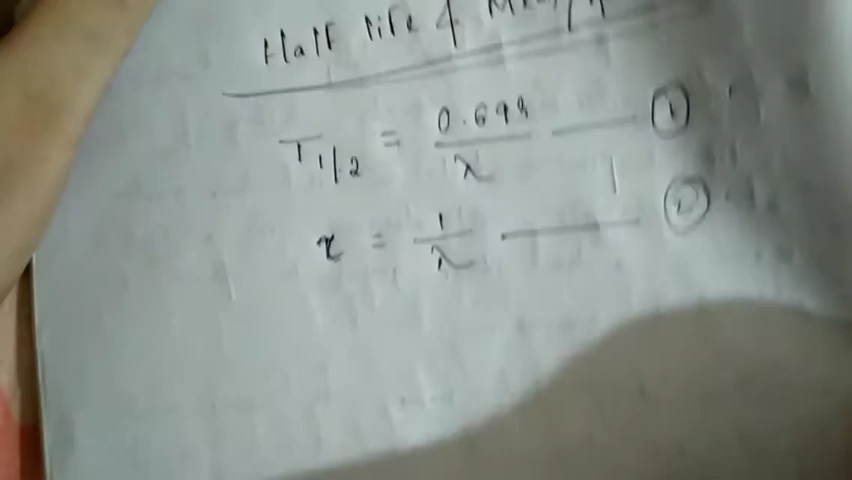 Half life &
T1/2 = 0.693/λ ——— ①
τ = 1/λ ——— ②